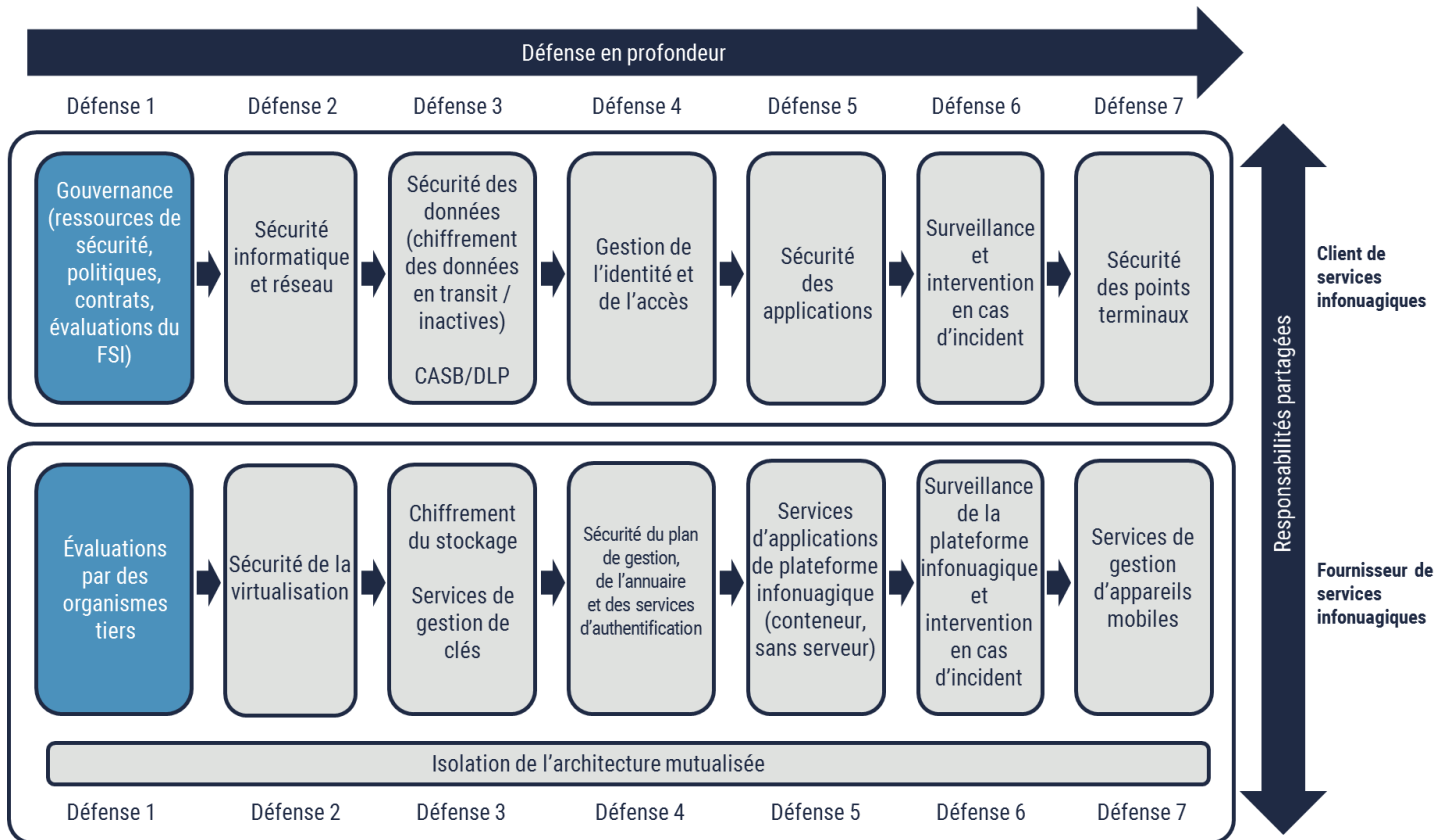 Défense en profondeur
Défense 1
Défense 2
Défense 3
Défense 4
Défense 5
Défense 6
Défense 7
Gouvernance
(ressources de
sécurité,
politiques,
contrats,
évaluations du
FSI)
Sécurité
informatique
et réseau
Sécurité des
données
(chiffrement
des données
en transit /
inactives)
CASB/DLP
Gestion de
l’identité et
de l’accès
Sécurité
des
applications
Surveillance
et
intervention
en cas
d’incident
Sécurité
des points
terminaux
Client de
services
infonuagiques
Responsabilités partagées
Évaluations
par des
organismes
tiers
Sécurité de la
virtualisation
Chiffrement
du stockage
Services de
gestion de
clés
Sécurité du plan
de gestion,
de l’annuaire
et des services
d’authentification
Services
d’applications
de plateforme
infonuagique
(conteneur,
sans serveur)
Surveillance
de la
plateforme
infonuagique
et
intervention
en cas
d’incident
Services de
gestion
d’appareils
mobiles
Fournisseur de
services
infonuagiques
Isolation de l’architecture mutualisée
Défense 1
Défense 2
Défense 3
Défense 4
Défense 5
Défense 6
Défense 7